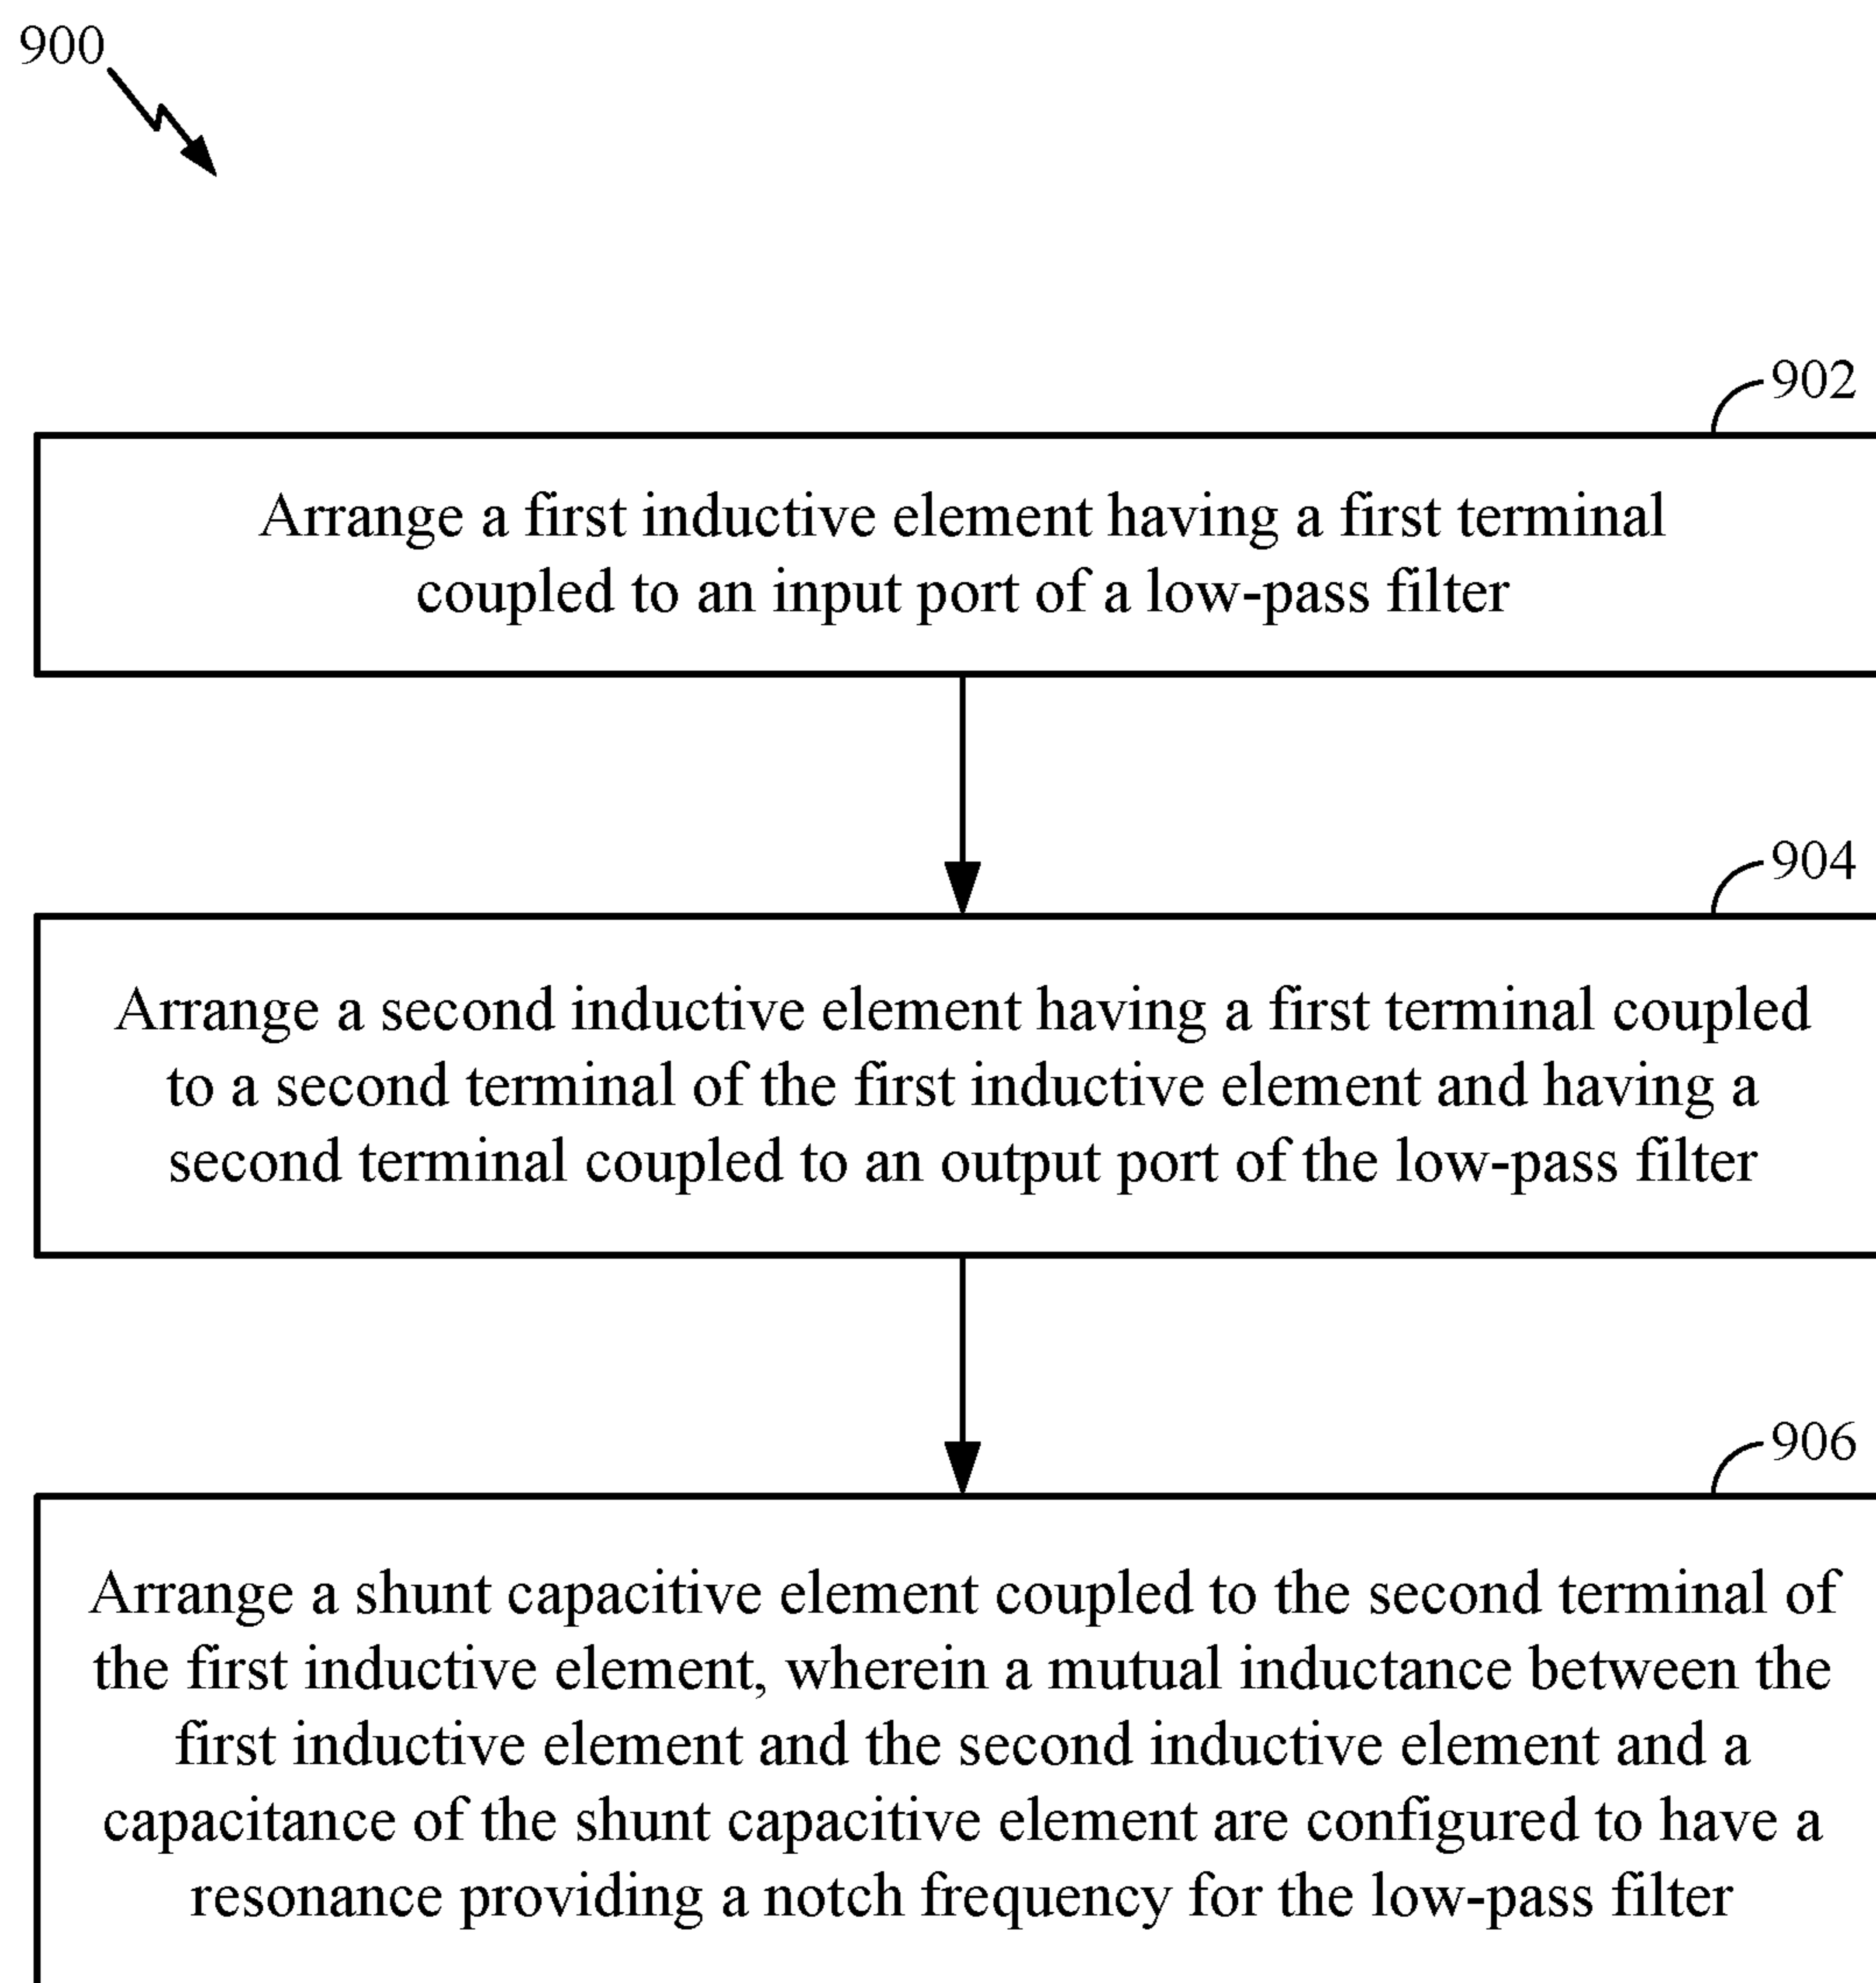 900
902
Arrange a first inductive element having a first terminal
coupled to an input port of a low-pass filter
904
Arrange a second inductive element having a first terminal coupled
to a second terminal of the first inductive element and having a
second terminal coupled to an output port of the low-pass filter
906
Arrange a shunt capacitive element coupled to the second terminal of
the first inductive element, wherein a mutual inductance between the
first inductive element and the second inductive element and a
capacitance of the shunt capacitive element are configured to have a
resonance providing a notch frequency for the low-pass filter